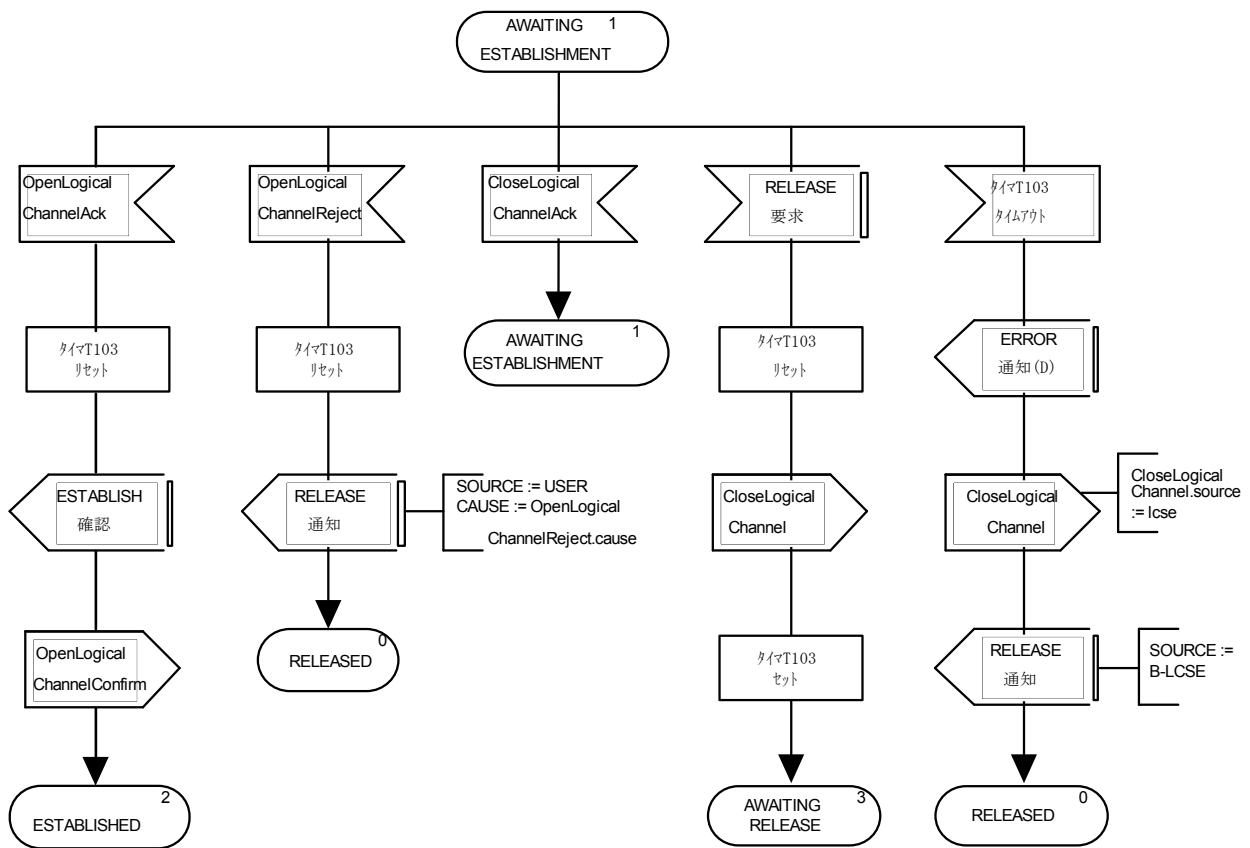 AWAITING 1
ESTABLISHMENT
OpenLogical
ChannelAck
OpenLogical
ChannelReject
CloseLogical
ChannelAck
RELEASE
要求
ﾀｲﾏT103
ﾀｲﾑｱｳﾄ
ﾀｲﾏT103
ﾘｾｯﾄ
ﾀｲﾏT103
ﾘｾｯﾄ
AWAITING 1
ESTABLISHMENT
ﾀｲﾏT103
ﾘｾｯﾄ
ERROR
通知(D)
ESTABLISH
確認
RELEASE
通知
SOURCE := USER
CAUSE := OpenLogical
ChannelReject.cause
CloseLogical
Channel
CloseLogical
Channel
CloseLogical
Channel.source
:= lcse
OpenLogical
ChannelConfirm
0
RELEASED
ﾀｲﾏT103
ｾｯﾄ
RELEASE
通知
SOURCE :=
B-LCSE
2
ESTABLISHED
AWAITING 3
RELEASE
0
RELEASED